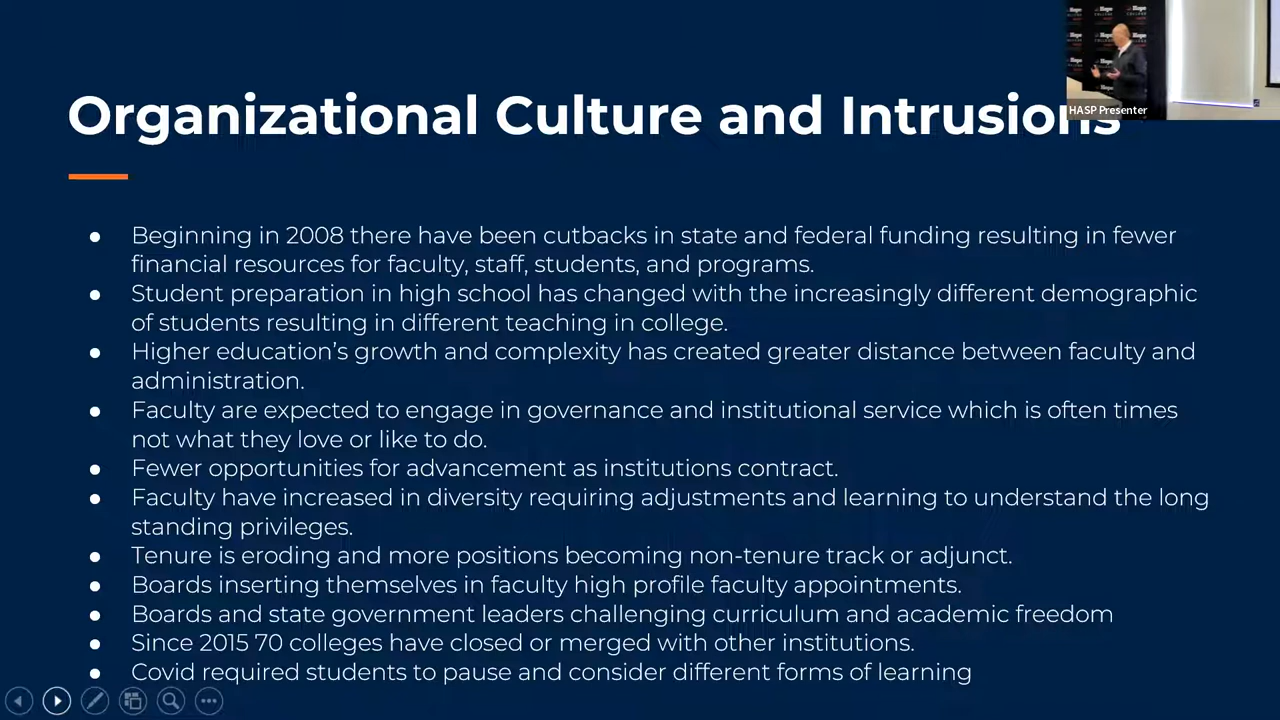 Organizational Culture and Intrusions
HASP Presenter
● Beginning in 2008 there have been cutbacks in state and federal funding resulting in fewer
financial resources for faculty, staff, students, and programs.
● Student preparation in high school has changed with the increasingly different demographic
of students resulting in different teaching in college.
● Higher education’s growth and complexity has created greater distance between faculty and
administration.
● Faculty are expected to engage in governance and institutional service which is often times
not what they love or like to do.
● Fewer opportunities for advancement as institutions contract.
● Faculty have increased in diversity requiring adjustments and learning to understand the long
standing privileges.
● Tenure is eroding and more positions becoming non-tenure track or adjunct.
● Boards inserting themselves in faculty high profile faculty appointments.
● Boards and state government leaders challenging curriculum and academic freedom
● Since 2015 70 colleges have closed or merged with other institutions.
● Covid required students to pause and consider different forms of learning